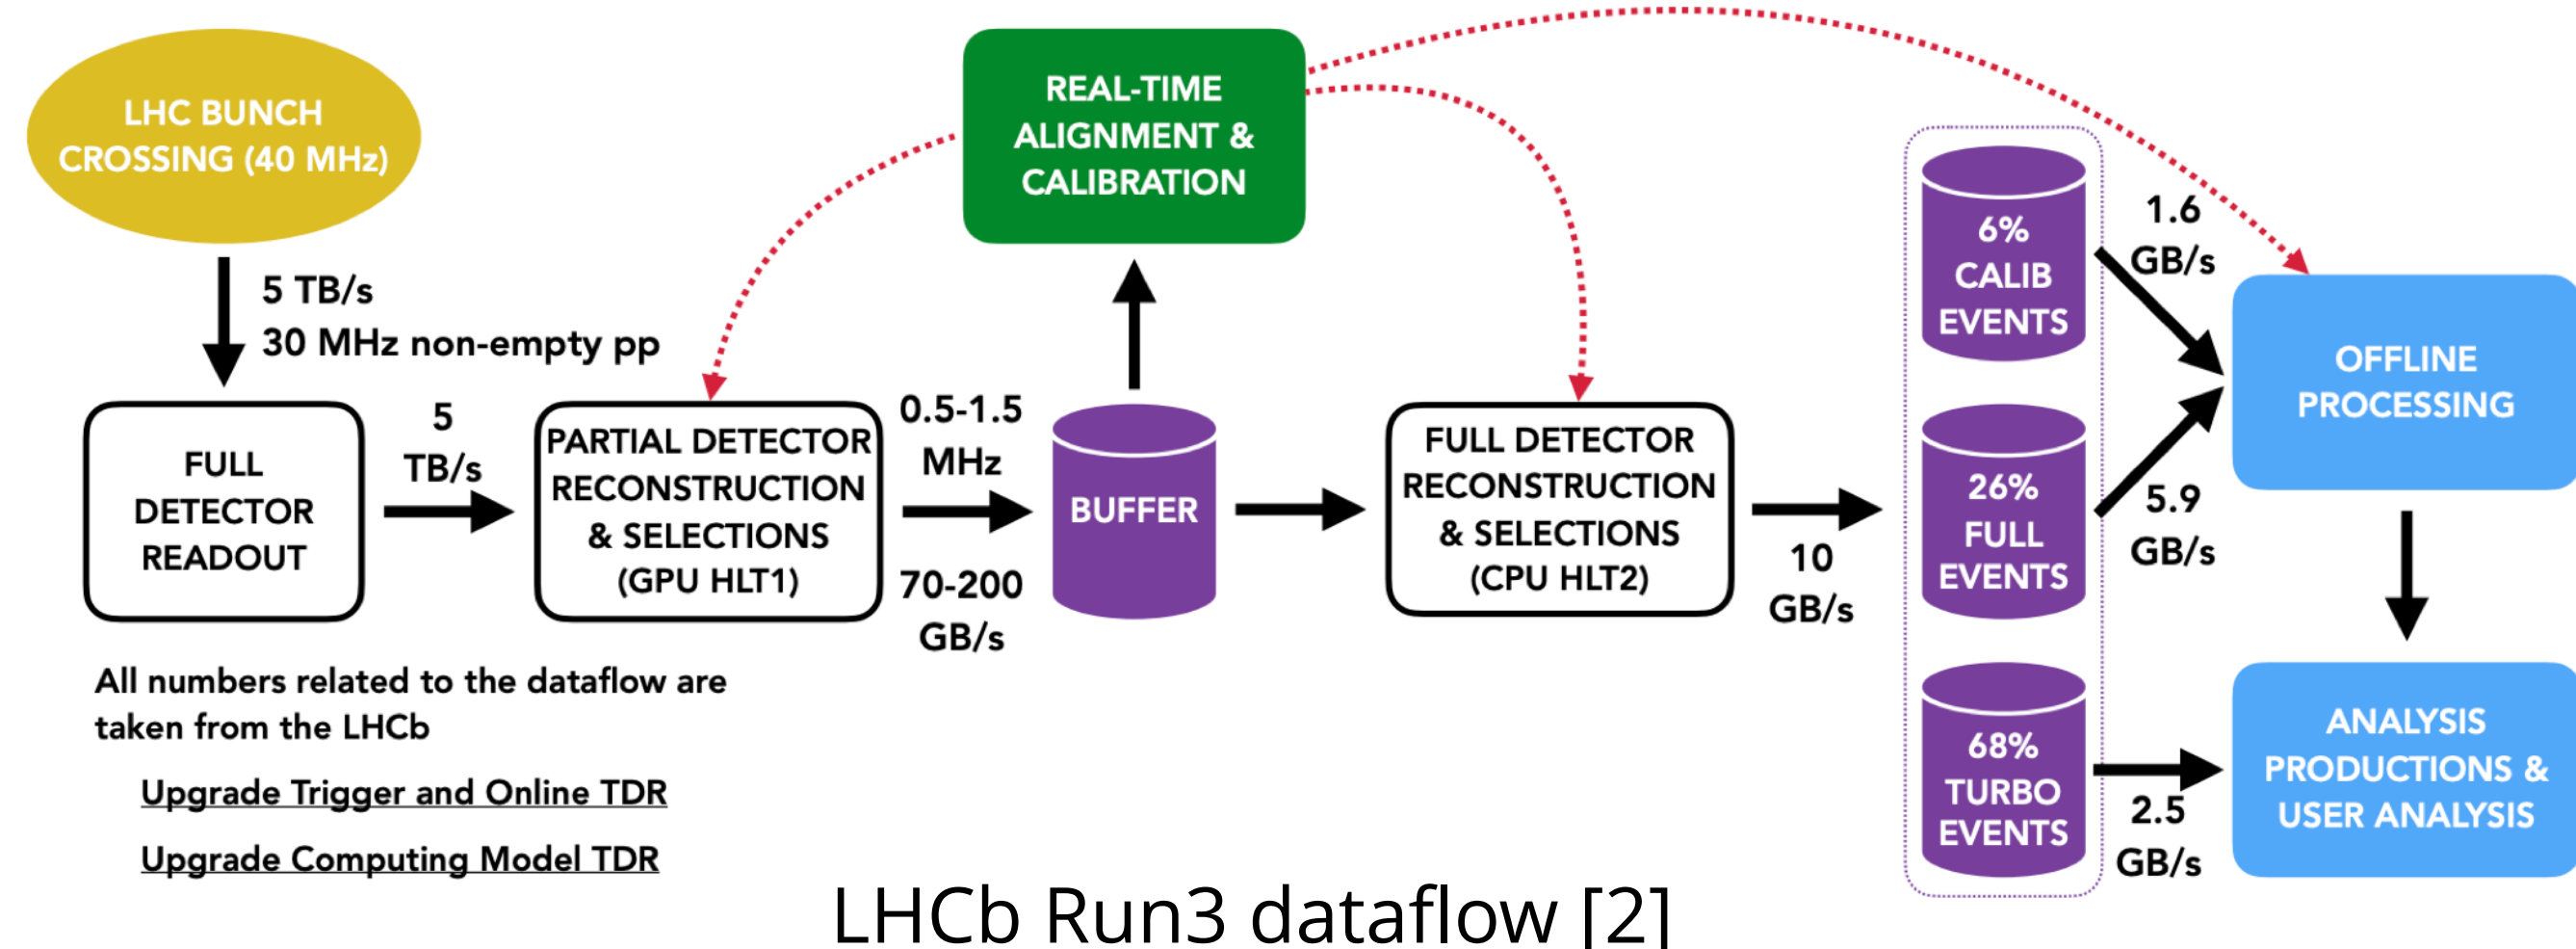 LHC BUNCH
CROSSING (40 MHz)
5 TB/s
30 MHz non-empty pp
FULL
DETECTOR
READOUT
5
TB/s
PARTIAL DETECTOR
RECONSTRUCTION
& SELECTIONS
(GPU HLT1)
0.5-1.5
MHz
70-200
GB/s
REAL-TIME
ALIGNMENT &
CALIBRATION
BUFFER
FULL DETECTOR
RECONSTRUCTION
& SELECTIONS
(CPU HLT2)
10
GB/s
6%
CALIB
EVENTS
1.6
GB/s
26%
FULL
EVENTS
5.9
GB/s
68%
TURBO
EVENTS
2.5
GB/s
OFFLINE
PROCESSING
ANALYSIS
PRODUCTIONS &
USER ANALYSIS
All numbers related to the dataflow are
taken from the LHCb
Upgrade Trigger and Online TDR
Upgrade Computing Model TDR
LHCb Run3 dataflow [2]